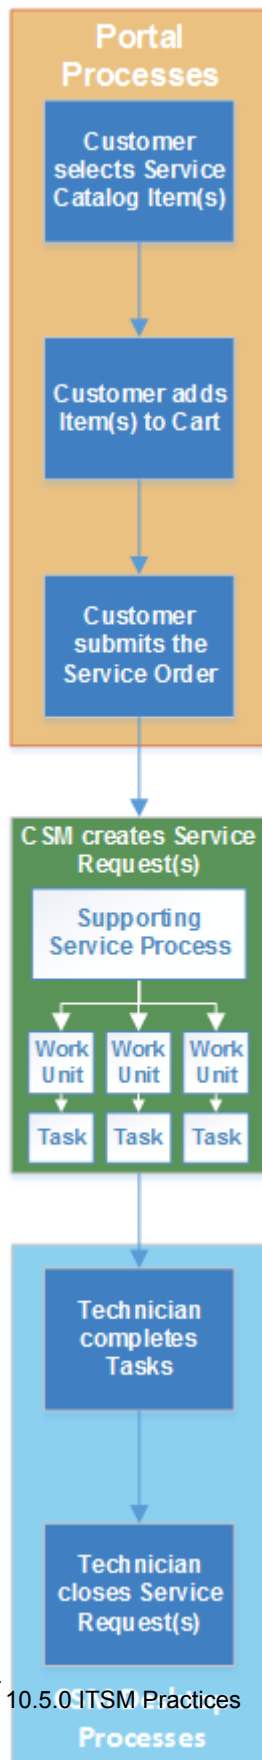 Portal
Processes
Customer
selects Service
Catalog Item(s)
Customer adds
Item(s) to Cart
Customer
submits the
Service Order
CSM creates Service
Request(s)
Supporting
Service Process
Work Work Work
Unit Unit Unit
Task Task Task
Technician
completes
Tasks
Technician
closes Service
Request(s)
10.5.0 ITSM Practices
Processes